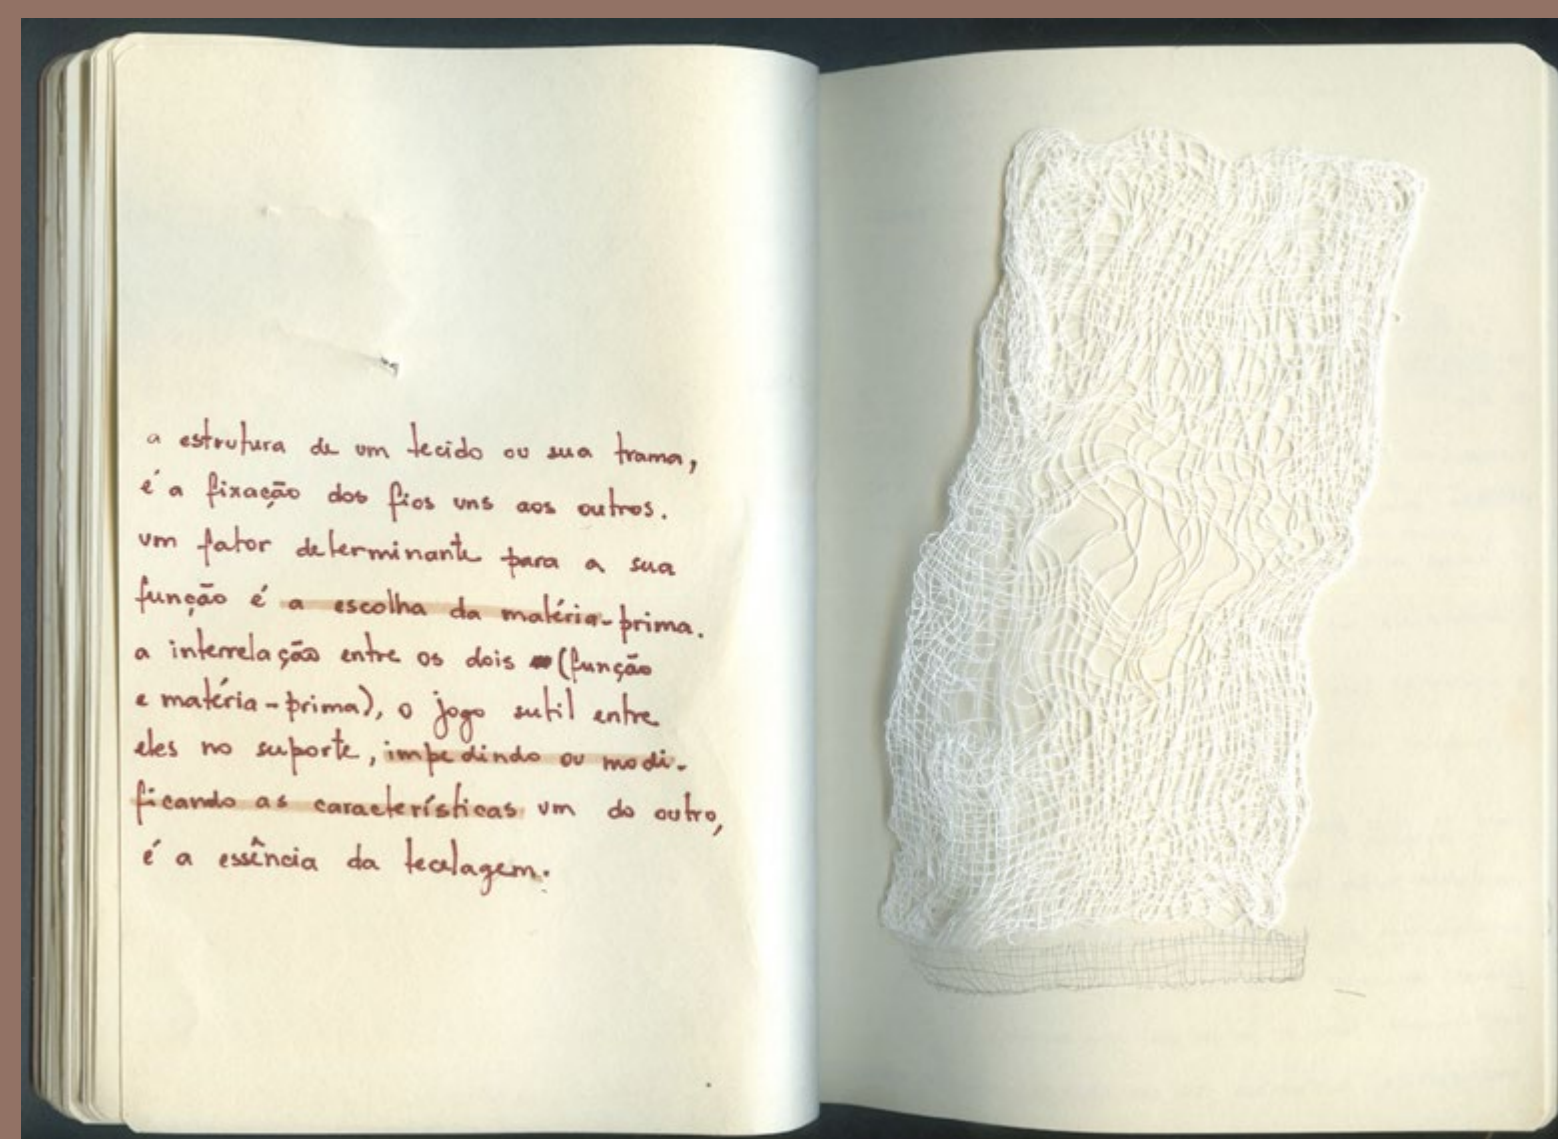 a estrutura de um tecido ou sua trama,
é a fixação dos fios uns aos outros.
um fator determinante para a sua
função é a escolha da matéria-prima.
a interrelação entre os dois (função
e matéria-prima), o jogo sutil entre
eles no suporte, impedindo ou modi-
ficando as características um do outro,
é a essência da tecelagem.